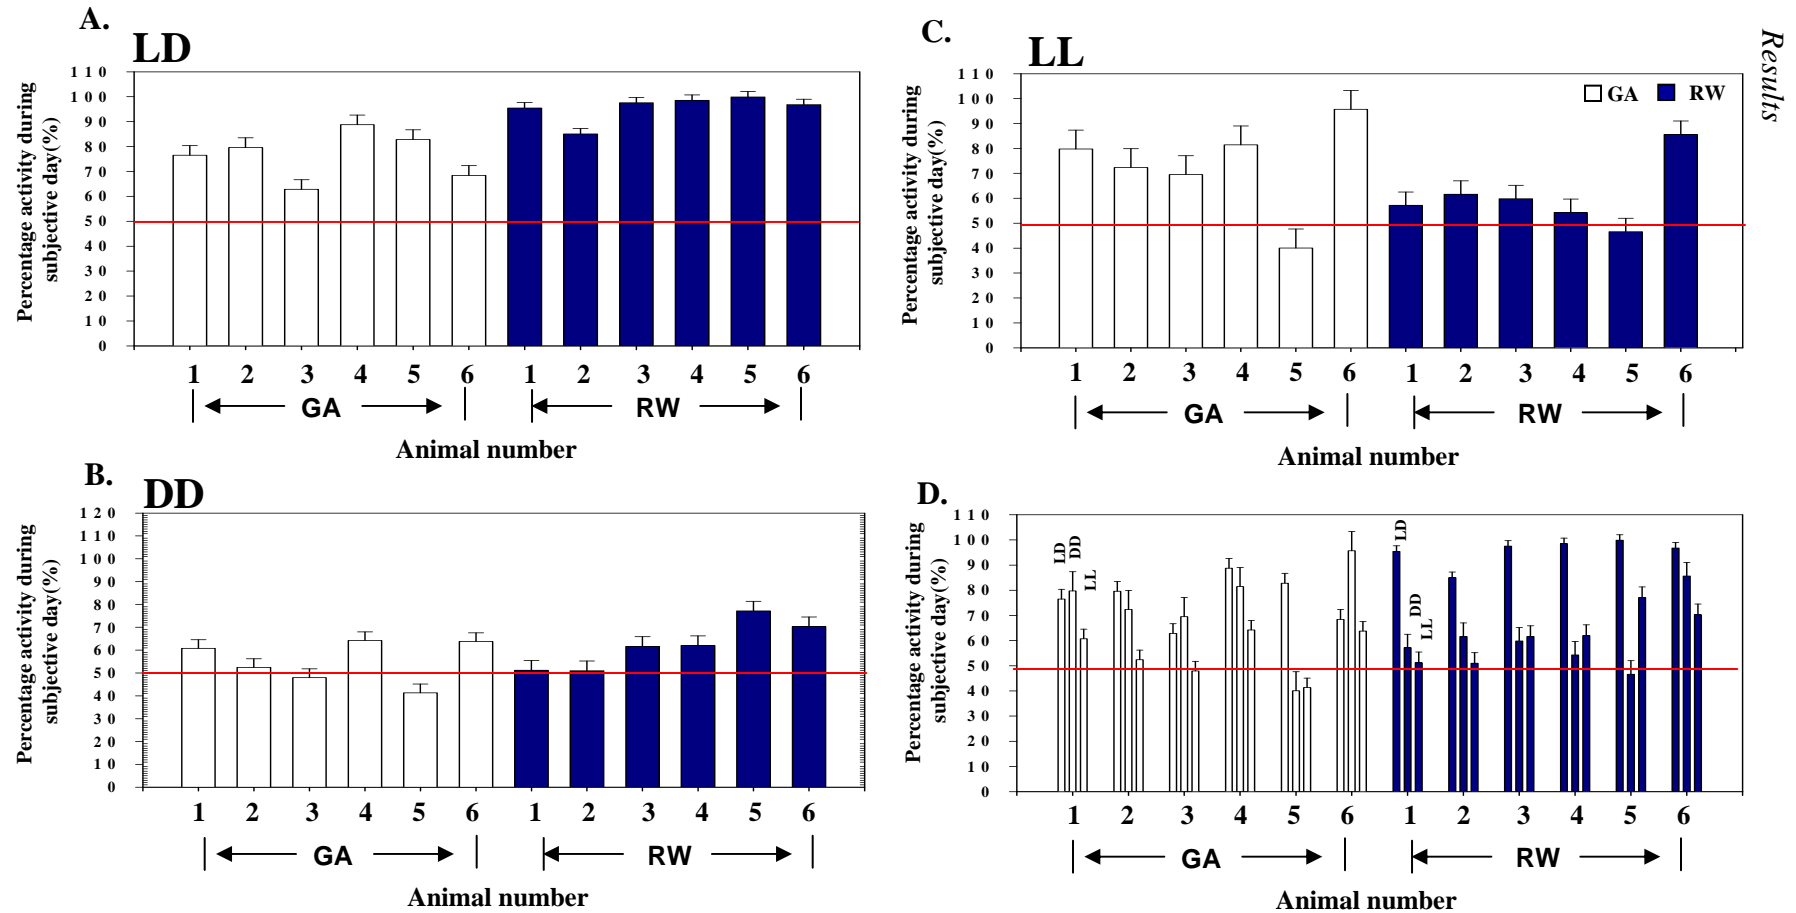 A.
LD
Percentage activity during
subjective day(%)
110
100
90
80
70
60
50
40
30
20
10
0
1 2 3 4 5 6 1 2 3 4 5 6
GA RW
Animal number
B.
DD
Percentage activity during
subjective day(%)
120
110
100
90
80
70
60
50
40
30
20
10
0
1 2 3 4 5 6 1 2 3 4 5 6
GA RW
Animal number
C.
LL
Results
GA RW
Percentage activity during
subjective day(%)
110
100
90
80
70
60
50
40
30
20
10
0
1 2 3 4 5 6 1 2 3 4 5 6
GA RW
Animal number
D.
Percentage activity during
subjective day(%)
110
100
90
80
70
60
50
40
30
20
10
0
LD
DD
LL
LD
DD
LL
1 2 3 4 5 6 1 2 3 4 5 6
GA RW
Animal number